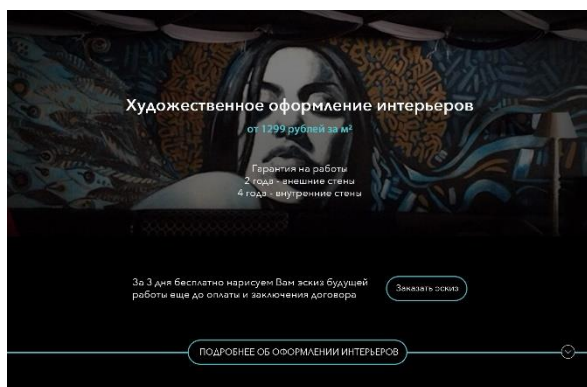 Художественное оформление интерьеров
от 1299 рублей за м²
Гарантия на работы
2 года - внешние стены
4 года - внутренние стены
За 3 дня бесплатно нарисуем Вам эскиз будущей
работы еще до оплаты и заключения договора
Заказать эскиз
ПОДРОБНЕЕ ОБ ОФОРМЛЕНИИ ИНТЕРЬЕРОВ